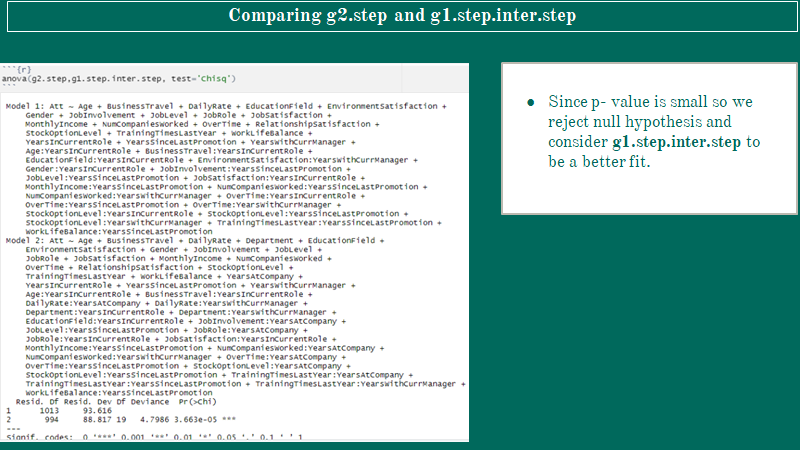 Comparing g2.step and g1.step.inter.step
```{r}
anova(g2.step,g1.step.inter.step, test='Chisq')
```
Model 1: Att ~ Age + BusinessTravel + DailyRate + EducationField + EnvironmentSatisfaction +
Gender + JobInvolvement + JobLevel + JobRole + JobSatisfaction +
MonthlyIncome + NumCompaniesWorked + OverTime + RelationshipSatisfaction +
StockOptionLevel + TrainingTimesLastYear + WorkLifeBalance +
YearsInCurrentRole + YearsSinceLastPromotion + YearsWithCurrManager +
Age:YearsInCurrentRole + BusinessTravel:YearsInCurrentRole +
EducationField:YearsInCurrentRole + EnvironmentSatisfaction:YearsWithCurrManager +
Gender:YearsInCurrentRole + JobInvolvement:YearsSinceLastPromotion +
JobLevel:YearsSinceLastPromotion + JobSatisfaction:YearsInCurrentRole +
MonthlyIncome:YearsSinceLastPromotion + NumCompaniesWorked:YearsSinceLastPromotion +
NumCompaniesWorked:YearsWithCurrManager + OverTime:YearsInCurrentRole +
OverTime:YearsSinceLastPromotion + OverTime:YearsWithCurrManager +
StockOptionLevel:YearsInCurrentRole + StockOptionLevel:YearsSinceLastPromotion +
StockOptionLevel:YearsWithCurrManager + TrainingTimesLastYear:YearsSinceLastPromotion +
WorkLifeBalance:YearsSinceLastPromotion
Model 2: Att ~ Age + BusinessTravel + DailyRate + Department + EducationField +
EnvironmentSatisfaction + Gender + JobInvolvement + JobLevel +
JobRole + JobSatisfaction + MonthlyIncome + NumCompaniesWorked +
OverTime + RelationshipSatisfaction + StockOptionLevel +
TrainingTimesLastYear + WorkLifeBalance + YearsAtCompany +
YearsInCurrentRole + YearsSinceLastPromotion + YearsWithCurrManager +
Age:YearsInCurrentRole + BusinessTravel:YearsInCurrentRole +
DailyRate:YearsAtCompany + DailyRate:YearsWithCurrManager +
Department:YearsInCurrentRole + Department:YearsWithCurrManager +
EducationField:YearsInCurrentRole + JobInvolvement:YearsAtCompany +
JobLevel:YearsSinceLastPromotion + JobRole:YearsAtCompany +
JobRole:YearsInCurrentRole + JobSatisfaction:YearsInCurrentRole +
MonthlyIncome:YearsSinceLastPromotion + NumCompaniesWorked:YearsAtCompany +
NumCompaniesWorked:YearsWithCurrManager + OverTime:YearsAtCompany +
OverTime:YearsSinceLastPromotion + StockOptionLevel:YearsAtCompany +
StockOptionLevel:YearsSinceLastPromotion + TrainingTimesLastYear:YearsAtCompany +
TrainingTimesLastYear:YearsSinceLastPromotion + TrainingTimesLastYear:YearsWithCurrManager +
WorkLifeBalance:YearsSinceLastPromotion
Resid. Df Resid. Dev Df Deviance Pr(>Chi)
1 1013 93.616
2 994 88.817 19 4.7986 3.663e-05 ***
---
Signif. codes: 0 '***' 0.001 '**' 0.01 '*' 0.05 '.' 0.1 ' ' 1
● Since p- value is small so we
reject null hypothesis and
consider g1.step.inter.step to
be a better fit.